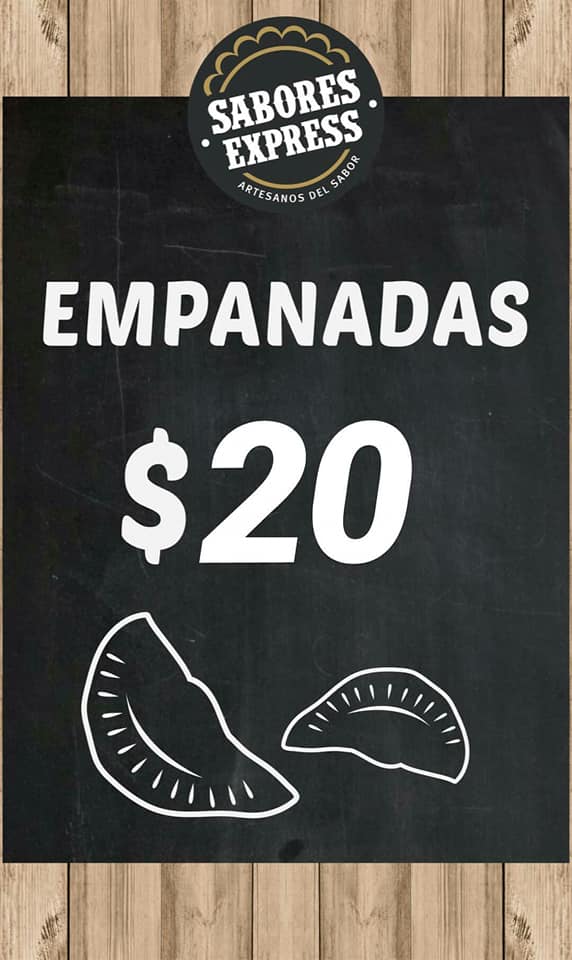 SABORES
EXPRESS
ARTESANOS DEL SABOR
EMPANADAS
$20